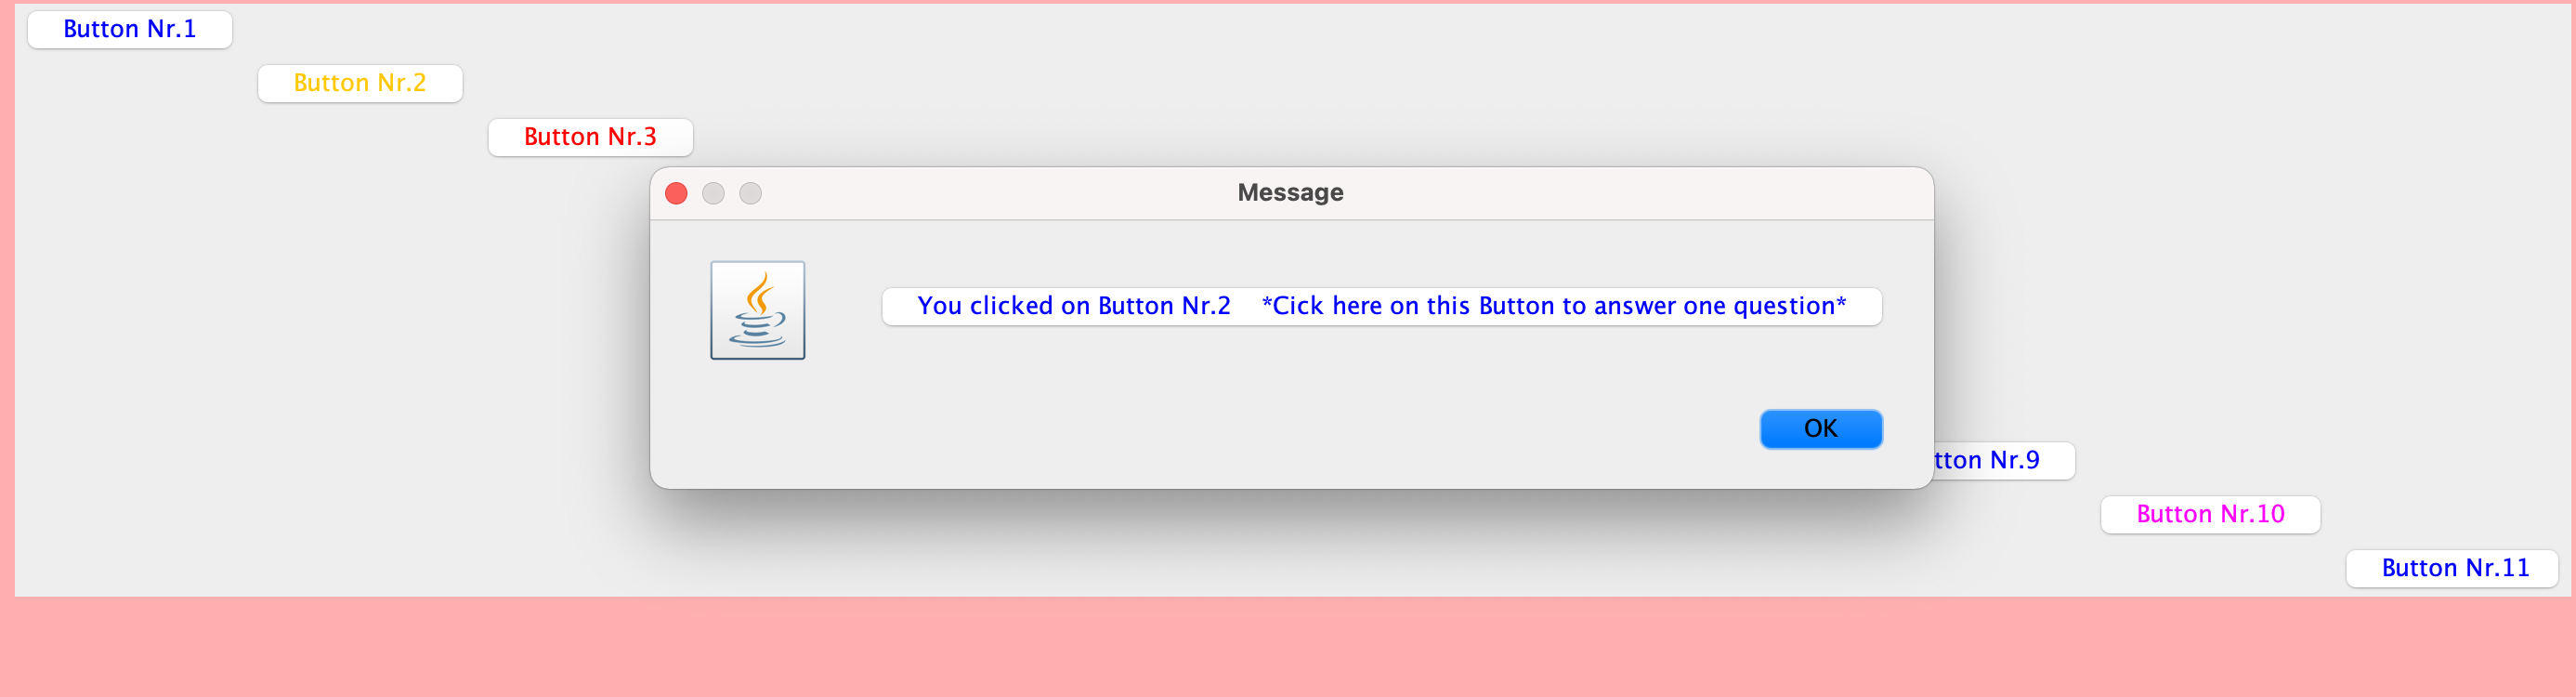 Button Nr.1
Button Nr.2
Button Nr.3
Message
You clicked on Button Nr.2    *Cick here on this Button to answer one question*
OK
Nr.9
Button Nr.10
Button Nr.11